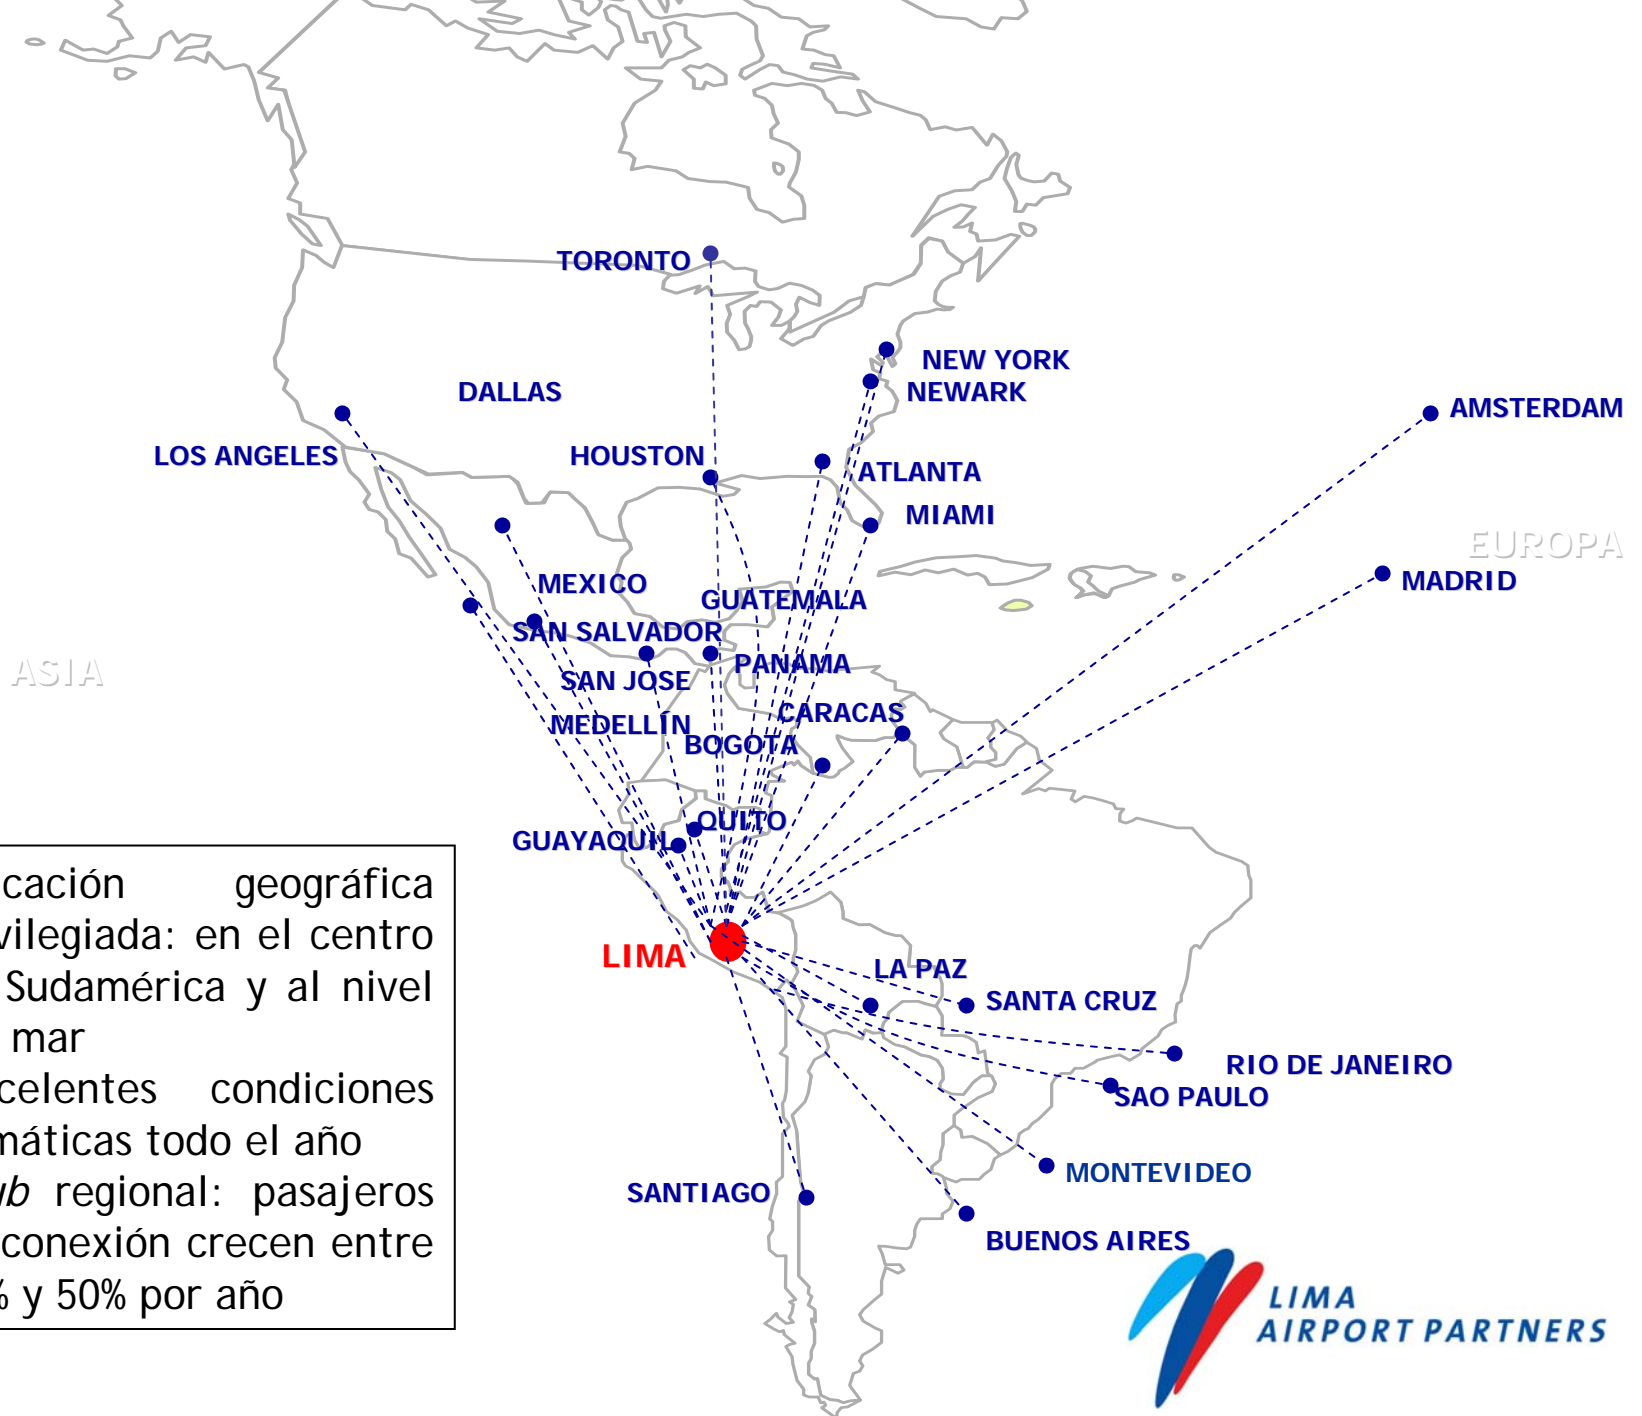 TORONTO
NEW YORK
DALLAS
NEWARK
AMSTERDAM
LOS ANGELES
HOUSTON
ATLANTA
MIAMI
EUROPA
MADRID
MEXICO
GUATEMALA
SAN SALVADOR
ASIA
PANAMA
SAN JOSE
CARACAS
MEDELLÍN
BOGOTA
QUITO
GUAYAQUIL
cación geográfica
vilegiada: en el centro
Sudamérica y al nivel
mar
celentes condiciones
máticas todo el año
ub regional: pasajeros
conexión crecen entre
% y 50% por año
LIMA
LA PAZ
SANTA CRUZ
RIO DE JANEIRO
SAO PAULO
MONTEVIDEO
SANTIAGO
BUENOS AIRES
LIMA
AIRPORT PARTNERS